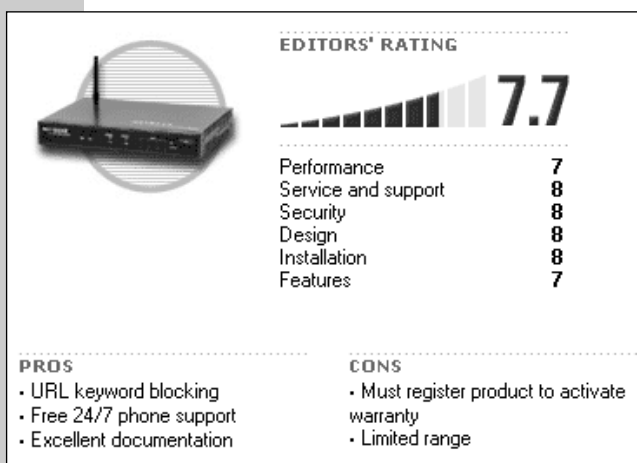 EDITORS' RATING
7.7
Performance 7
Service and support 8
Security 8
Design 8
Installation 8
Features 7
PROS
• URL keyword blocking
• Free 24/7 phone support
• Excellent documentation
CONS
• Must register product to activate
warranty
• Limited range